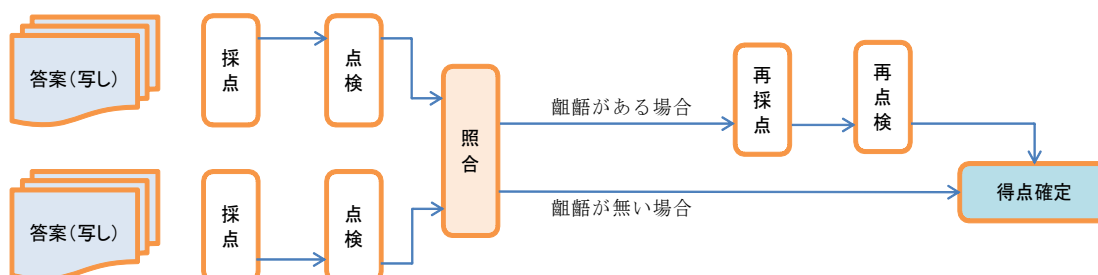 答案(写し)
採点
点検
照合
齟齬がある場合
再採点
再点検
得点確定
齟齬が無い場合
答案(写し)
採点
点検